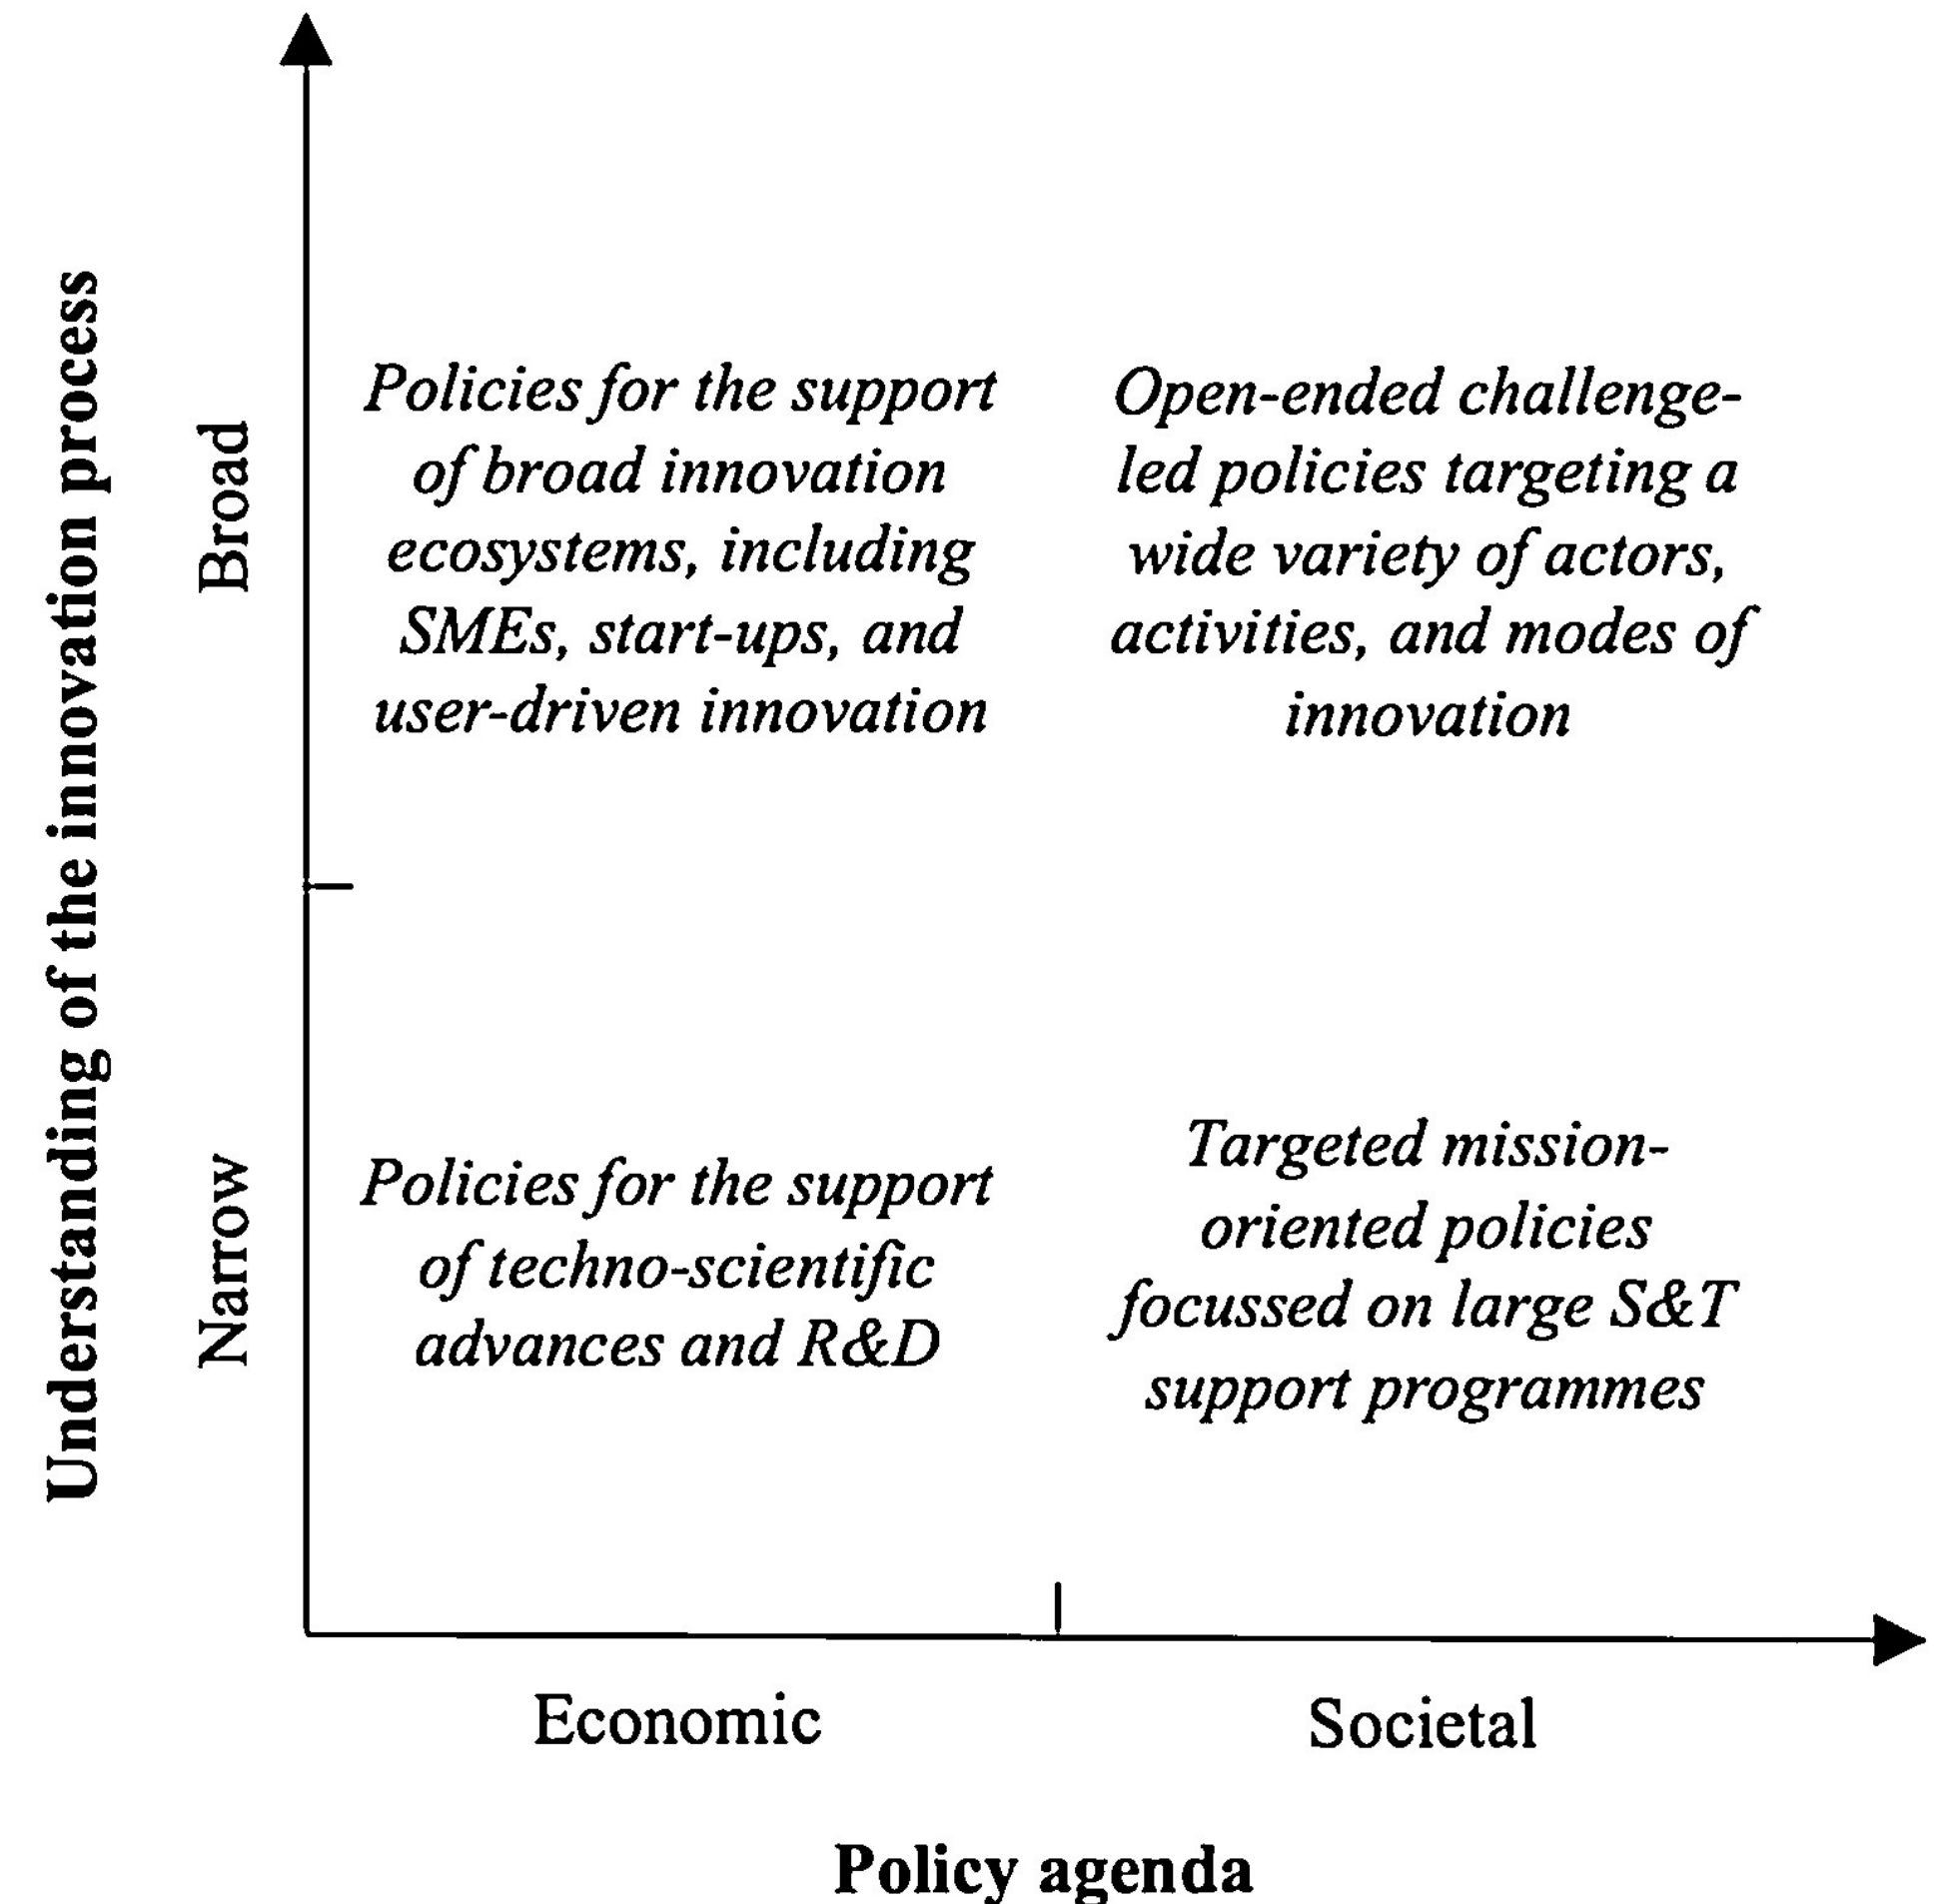 Understanding of the innovation process
Broad
Policies for the support
of broad innovation
ecosystems, including
SMEs, start-ups, and
user-driven innovation
Open-ended challenge-
led policies targeting a
wide variety of actors,
activities, and modes of
innovation
Narrow
Policies for the support
of techno-scientific
advances and R&D
Targeted mission-
oriented policies
focussed on large S&T
support programmes
Economic
Societal
Policy agenda